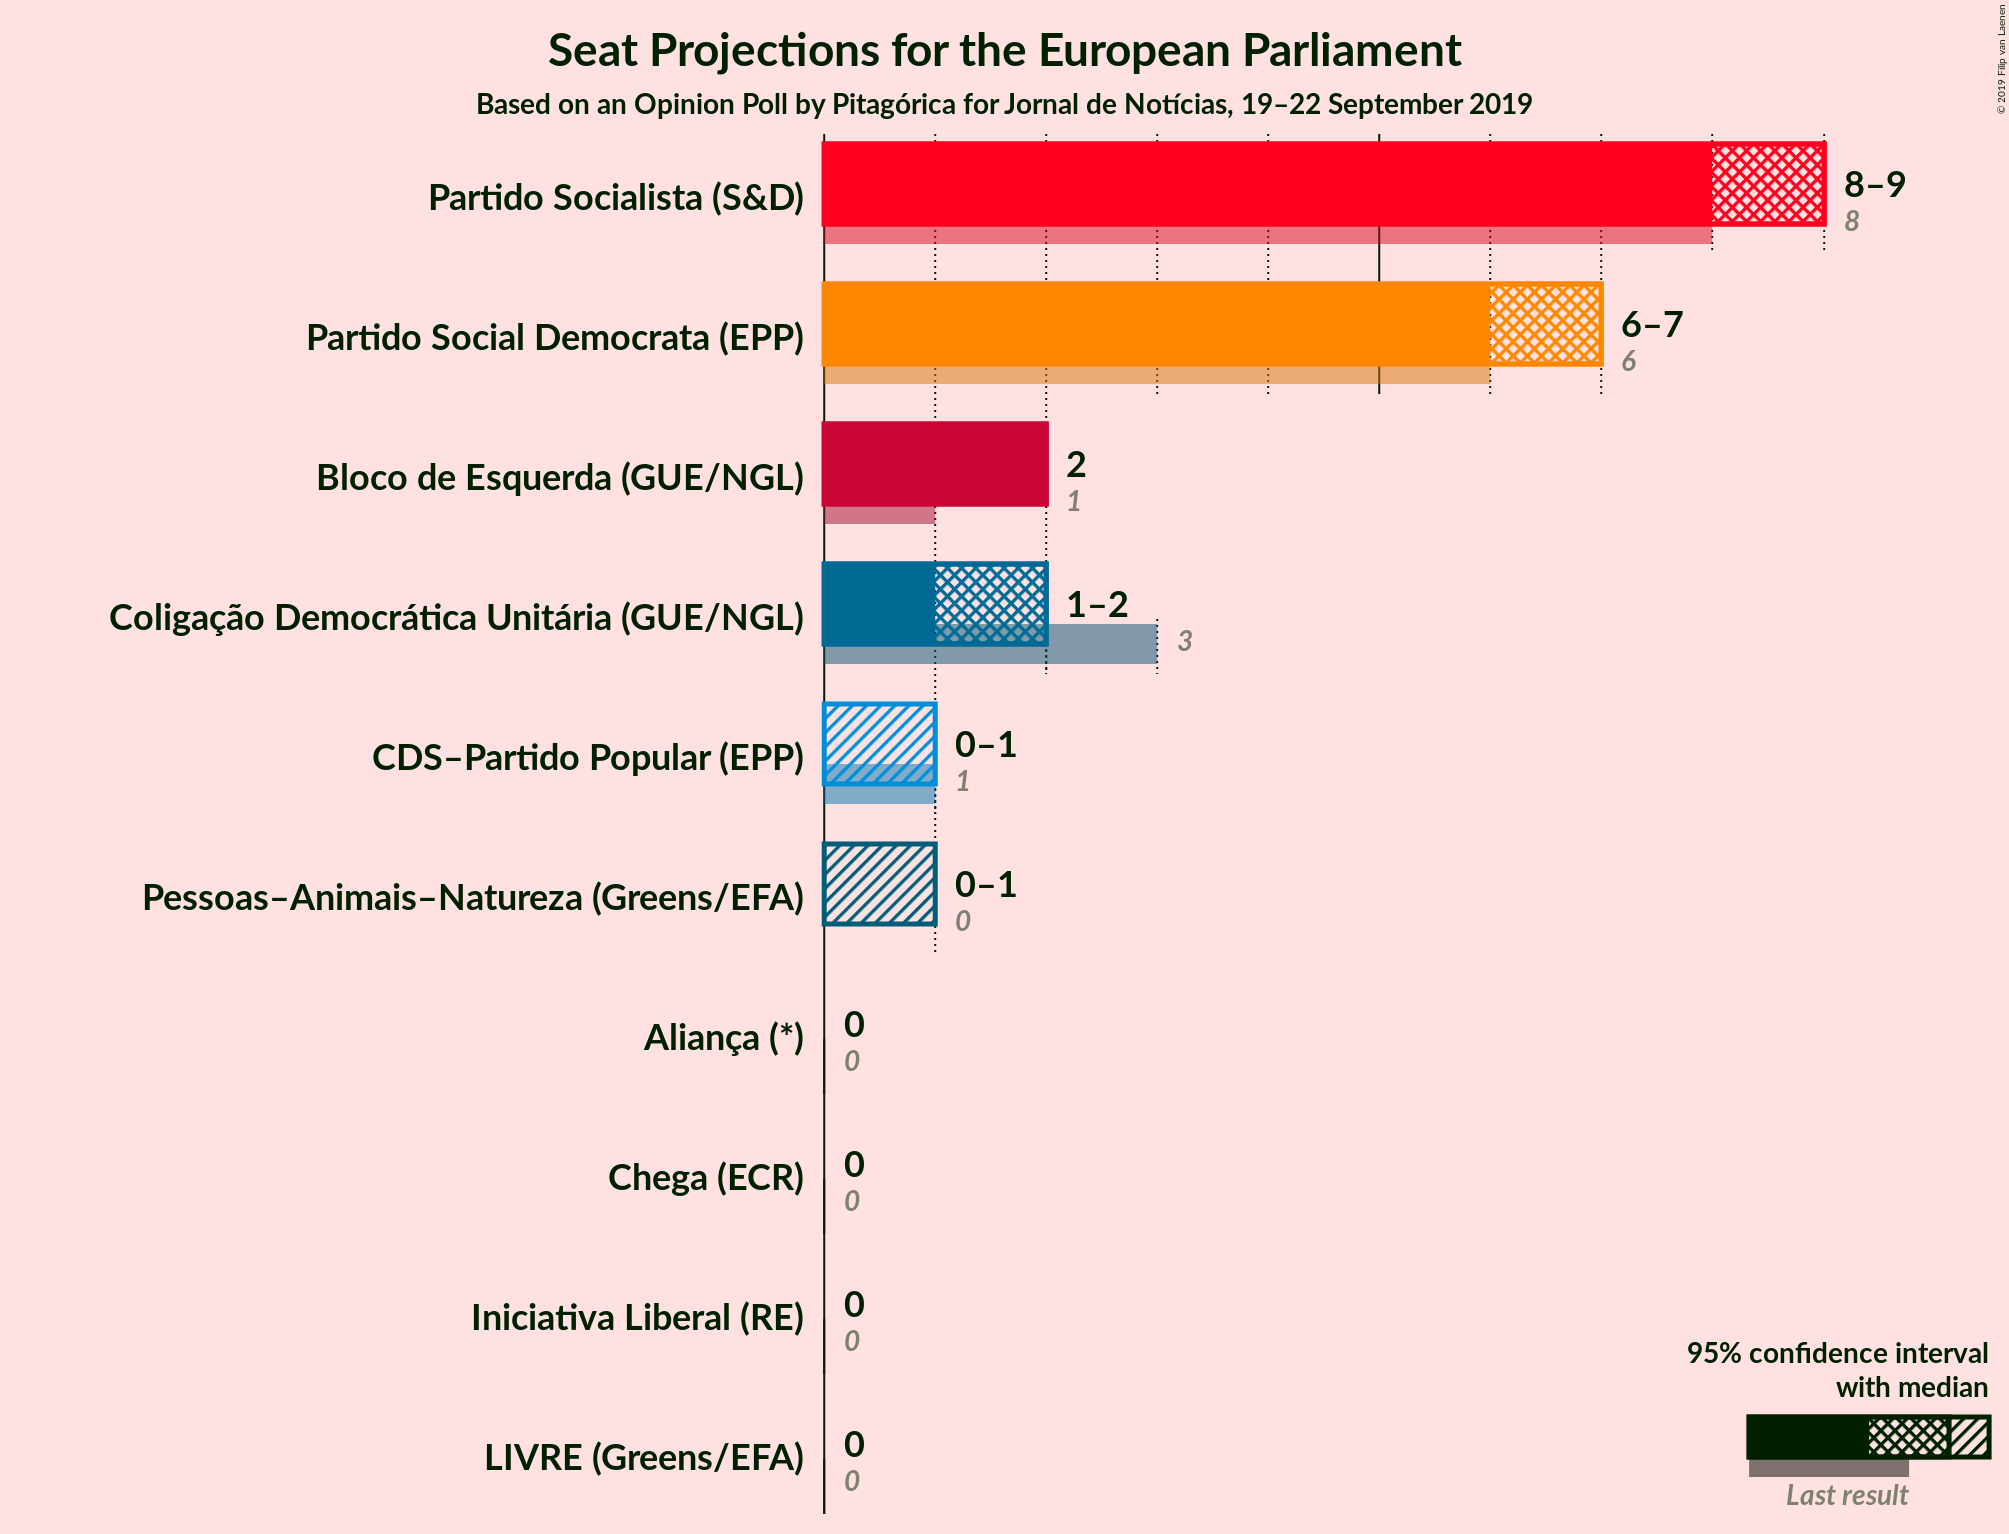 Seat Projections for the European Parliament
Based on an Opinion Poll by Pitagórica for Jornal de Notícias, 19–22 September 2019
© 2019 Filip van Laenen
Partido Socialista (S&D)
8–9
8
Partido Social Democrata (EPP)
6–7
6
Bloco de Esquerda (GUE/NGL)
2
1
Coligação Democrática Unitária (GUE/NGL)
1–2
3
CDS–Partido Popular (EPP)
0–1
1
Pessoas–Animais–Natureza (Greens/EFA)
0–1
0
Aliança (*)
0
0
Chega (ECR)
0
0
Iniciativa Liberal (RE)
0
0
LIVRE (Greens/EFA)
0
0
95% confidence interval
with median
Last result